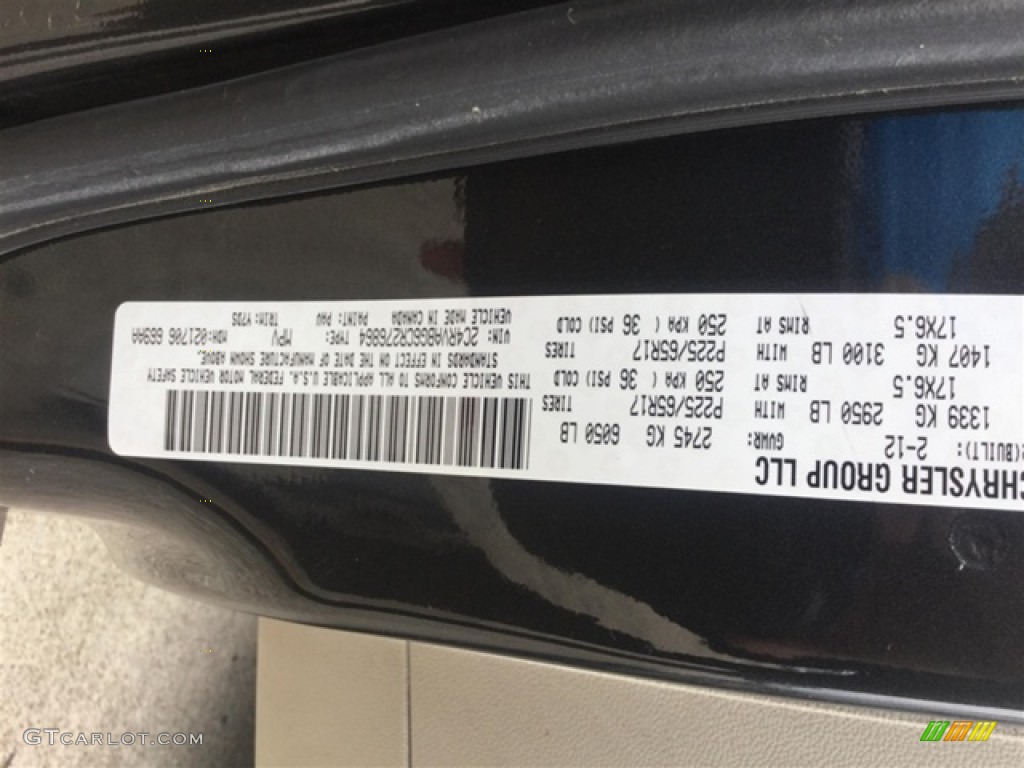 CHRYSLER GROUP LLC
(BUILT): 2-12 GVWR: 2745 KG 6050 LB
1339 KG 2950 LB WITH P225/65R17 TIRES
17X6.5 RIMS AT 250 KPA ( 36 PSI) COLD
1407 KG 3100 LB WITH P225/65R17 TIRES
17X6.5 RIMS AT 250 KPA ( 36 PSI) COLD
THIS VEHICLE CONFORMS TO ALL APPLICABLE U.S.A. FEDERAL MOTOR VEHICLE SAFETY
STANDARDS IN EFFECT ON THE DATE OF MANUFACTURE SHOWN ABOVE.
VIN: 2C4RVABG6CR276864 TYPE: MPV MDH:021706 669AA
VEHICLE MADE IN CANADA PAINT: PAU TRIM: V7DS
GTCARLOT.COM